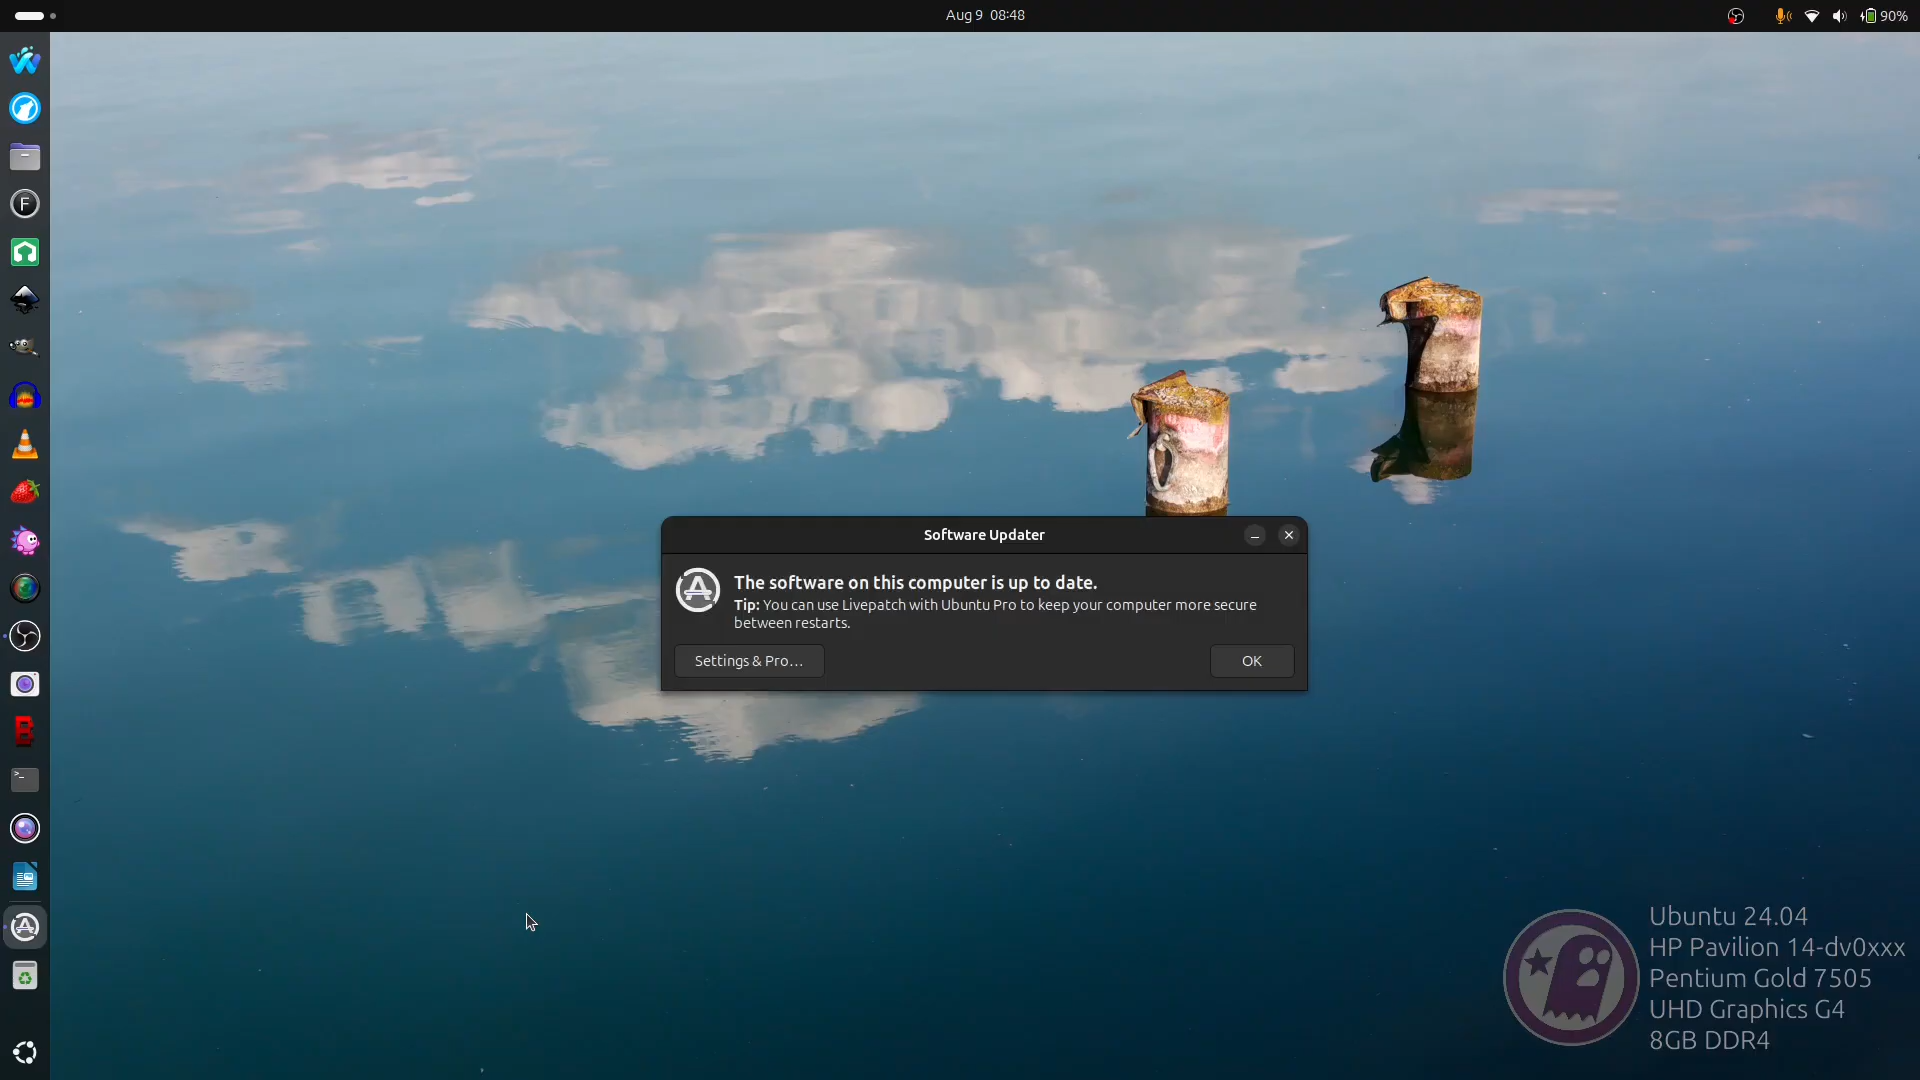 Aug 9 08:48
90%
Software Updater
The software on this computer is up to date.
Tip: You can use Livepatch with Ubuntu Pro to keep your computer more secure
between restarts.
Settings & Pro…
OK
Ubuntu 24.04
HP Pavilion 14-dv0xxx
Pentium Gold 7505
UHD Graphics G4
8GB DDR4